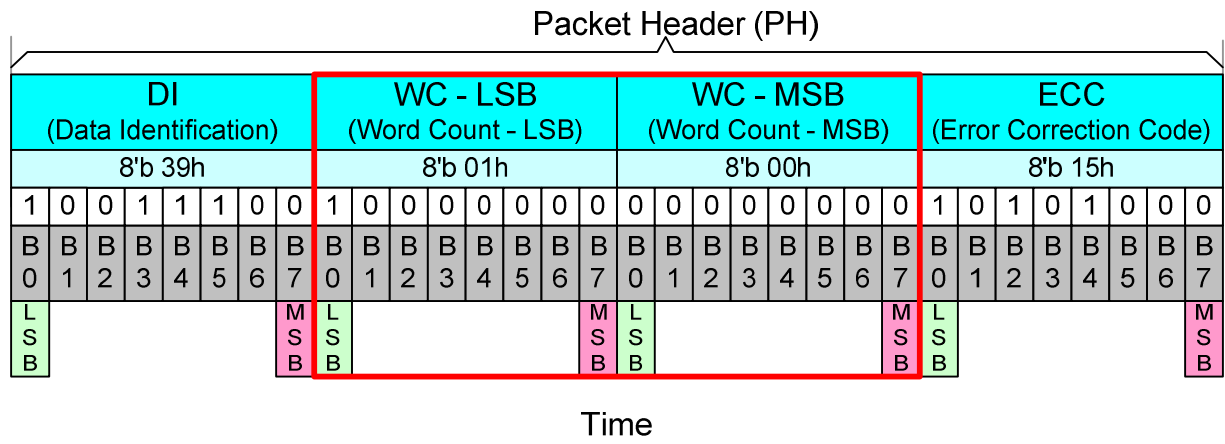 Packet Header (PH)
DI WC - LSB WC - MSB ECC
(Data Identification) (Word Count - LSB) (Word Count - MSB) (Error Correction Code)
8'b 39h 8'b 01h 8'b 00h 8'b 15h
1 0 0 1 1 1 0 0 1 0 0 0 0 0 0 0 0 0 0 0 0 0 0 0 1 0 1 0 1 0 0 0
B0 B1 B2 B3 B4 B5 B6 B7 B0 B1 B2 B3 B4 B5 B6 B7 B0 B1 B2 B3 B4 B5 B6 B7 B0 B1 B2 B3 B4 B5 B6 B7
LSB MSB LSB MSB LSB MSB LSB MSB
Time